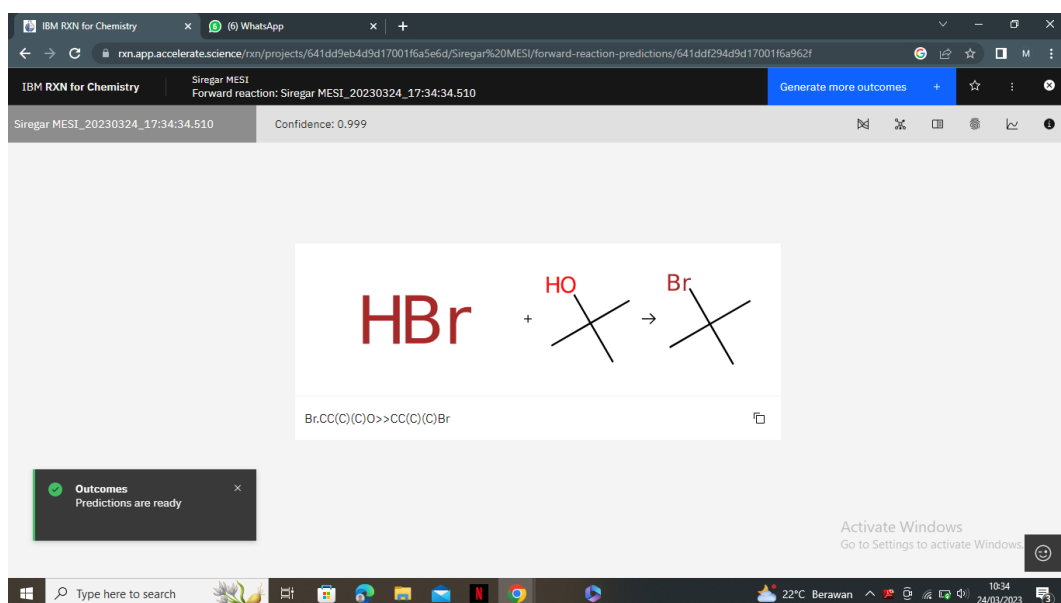 IBM RXN for Chemistry
(6) WhatsApp
rxn.app.accelerate.science/rxn/projects/641dd9eb4d9d17001f6a5e6d/Siregar%20MESI/forward-reaction-predictions/641ddf294d9d17001f6a962f
M
IBM RXN for Chemistry
Siregar MESI
Forward reaction: Siregar MESI_20230324_17:34:34.510
Generate more outcomes +
Siregar MESI_20230324_17:34:34.510
Confidence: 0.999
HBr + HO → Br
Br.CC(C)(C)O>>CC(C)(C)Br
Outcomes
Predictions are ready
Activate Windows
Go to Settings to activate Windows.
Type here to search
N
22°C Berawan
10:34
24/03/2023
3